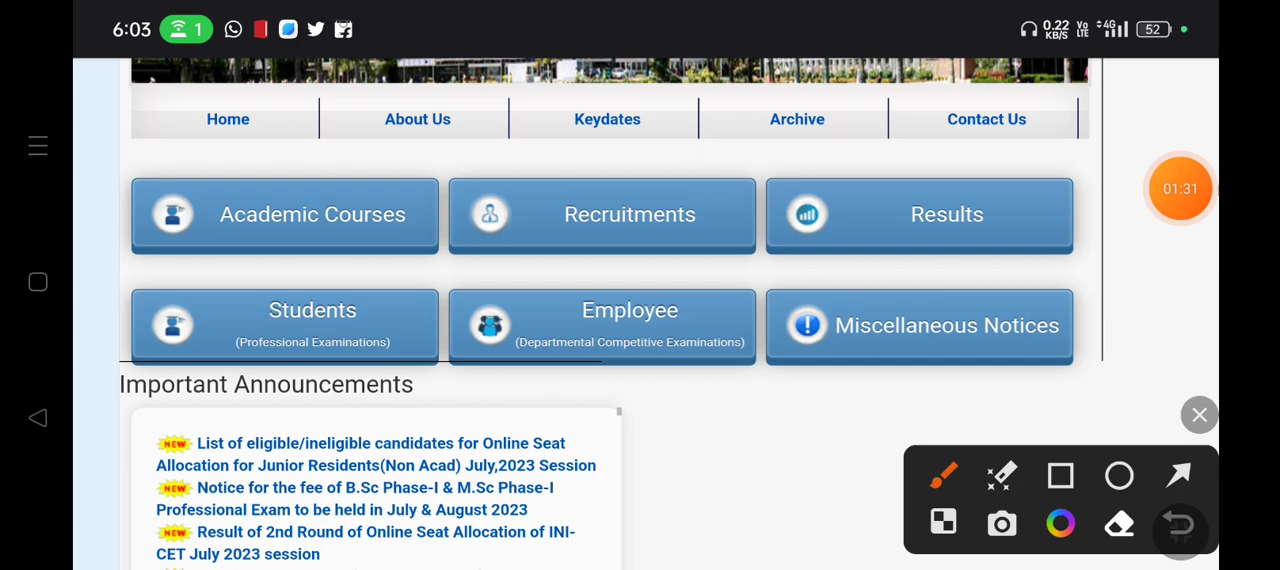 6:03 1 0.22 KB/S Vo LTE 4G 52
Home About Us Keydates Archive Contact Us
01:31
Academic Courses Recruitments Results
Students Employee Miscellaneous Notices
(Professional Examinations) (Departmental Competitive Examinations)
Important Announcements
NEW List of eligible/ineligible candidates for Online Seat
Allocation for Junior Residents(Non Acad) July,2023 Session
NEW Notice for the fee of B.Sc Phase-I & M.Sc Phase-I
Professional Exam to be held in July & August 2023
NEW Result of 2nd Round of Online Seat Allocation of INI-
CET July 2023 session